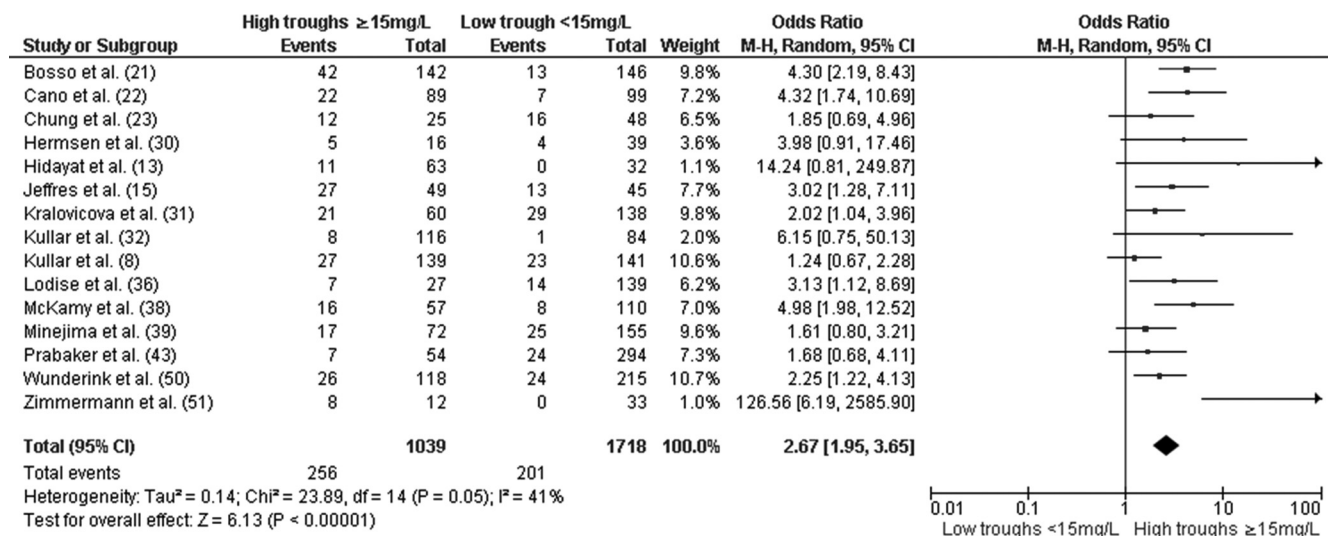 High troughs ≥15mg/L Low trough <15mg/L Odds Ratio Odds Ratio
Study or Subgroup Events Total Events Total Weight M-H, Random, 95% CI M-H, Random, 95% CI
Bosso et al. (21) 42 142 13 146 9.8% 4.30 [2.19, 8.43]
Cano et al. (22) 22 89 7 99 7.2% 4.32 [1.74, 10.69]
Chung et al. (23) 12 25 16 48 6.5% 1.85 [0.69, 4.96]
Hermsen et al. (30) 5 16 4 39 3.6% 3.98 [0.91, 17.46]
Hidayat et al. (13) 11 63 0 32 1.1% 14.24 [0.81, 249.87]
Jeffres et al. (15) 27 49 13 45 7.7% 3.02 [1.28, 7.11]
Kralovicova et al. (31) 21 60 29 138 9.8% 2.02 [1.04, 3.96]
Kullar et al. (32) 8 116 1 84 2.0% 6.15 [0.75, 50.13]
Kullar et al. (8) 27 139 23 141 10.6% 1.24 [0.67, 2.28]
Lodise et al. (36) 7 27 14 139 6.2% 3.13 [1.12, 8.69]
McKamy et al. (38) 16 57 8 110 7.0% 4.98 [1.98, 12.52]
Minejima et al. (39) 17 72 25 155 9.6% 1.61 [0.80, 3.21]
Prabaker et al. (43) 7 54 24 294 7.3% 1.68 [0.68, 4.11]
Wunderink et al. (50) 26 118 24 215 10.7% 2.25 [1.22, 4.13]
Zimmermann et al. (51) 8 12 0 33 1.0% 126.56 [6.19, 2585.90]
Total (95% CI) 1039 1718 100.0% 2.67 [1.95, 3.65]
Total events 256 201
Heterogeneity: Tau² = 0.14; Chi² = 23.89, df = 14 (P = 0.05); I² = 41%
Test for overall effect: Z = 6.13 (P < 0.00001)
0.01 0.1 1 10 100
Low troughs <15mg/L High troughs ≥15mg/L